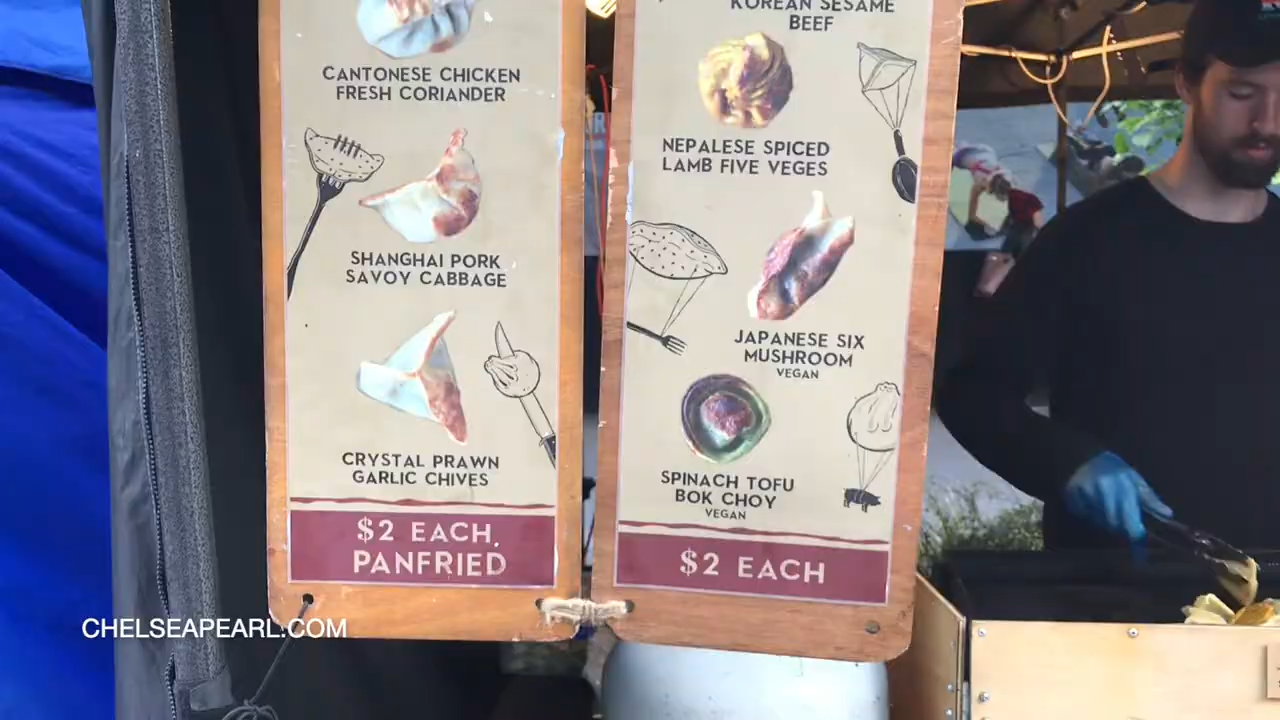 CANTONESE CHICKEN
FRESH CORIANDER
SHANGHAI PORK
SAVOY CABBAGE
CRYSTAL PRAWN
GARLIC CHIVES
$2 EACH.
PANFRIED
KOREAN SESAME
BEEF
NEPALESE SPICED
LAMB FIVE VEGES
JAPANESE SIX
MUSHROOM
VEGAN
SPINACH TOFU
BOK CHOY
VEGAN
$2 EACH
CHELSEAPEARL.COM